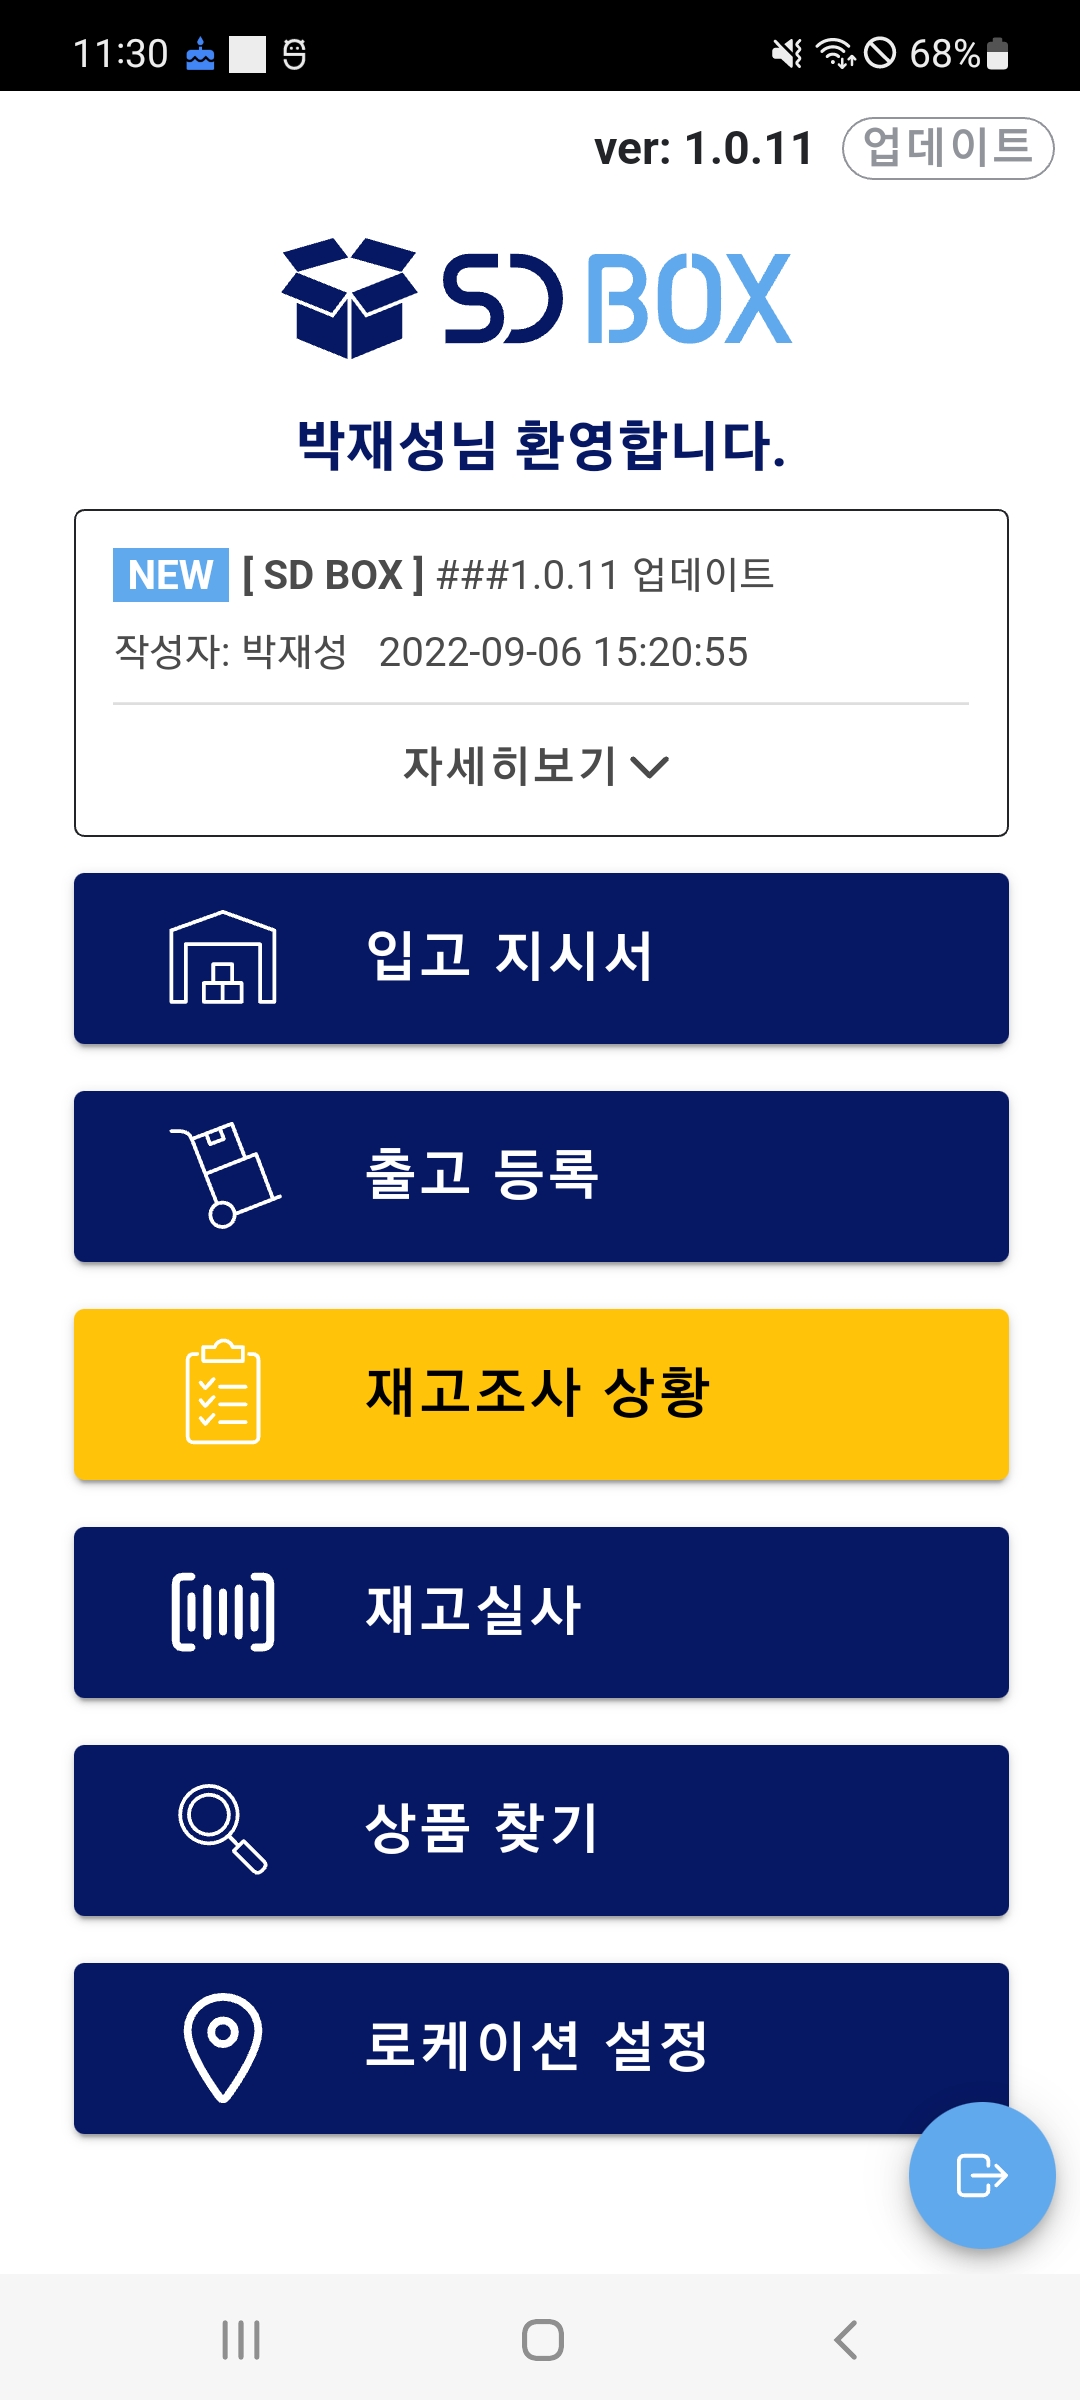 11:30 68%
ver: 1.0.11 업데이트
SD BOX
박재성님 환영합니다.
NEW [ SD BOX ] ###1.0.11 업데이트
작성자: 박재성 2022-09-06 15:20:55
자세히보기
입고 지시서
출고 등록
재고조사 상황
재고실사
상품 찾기
로케이션 설정